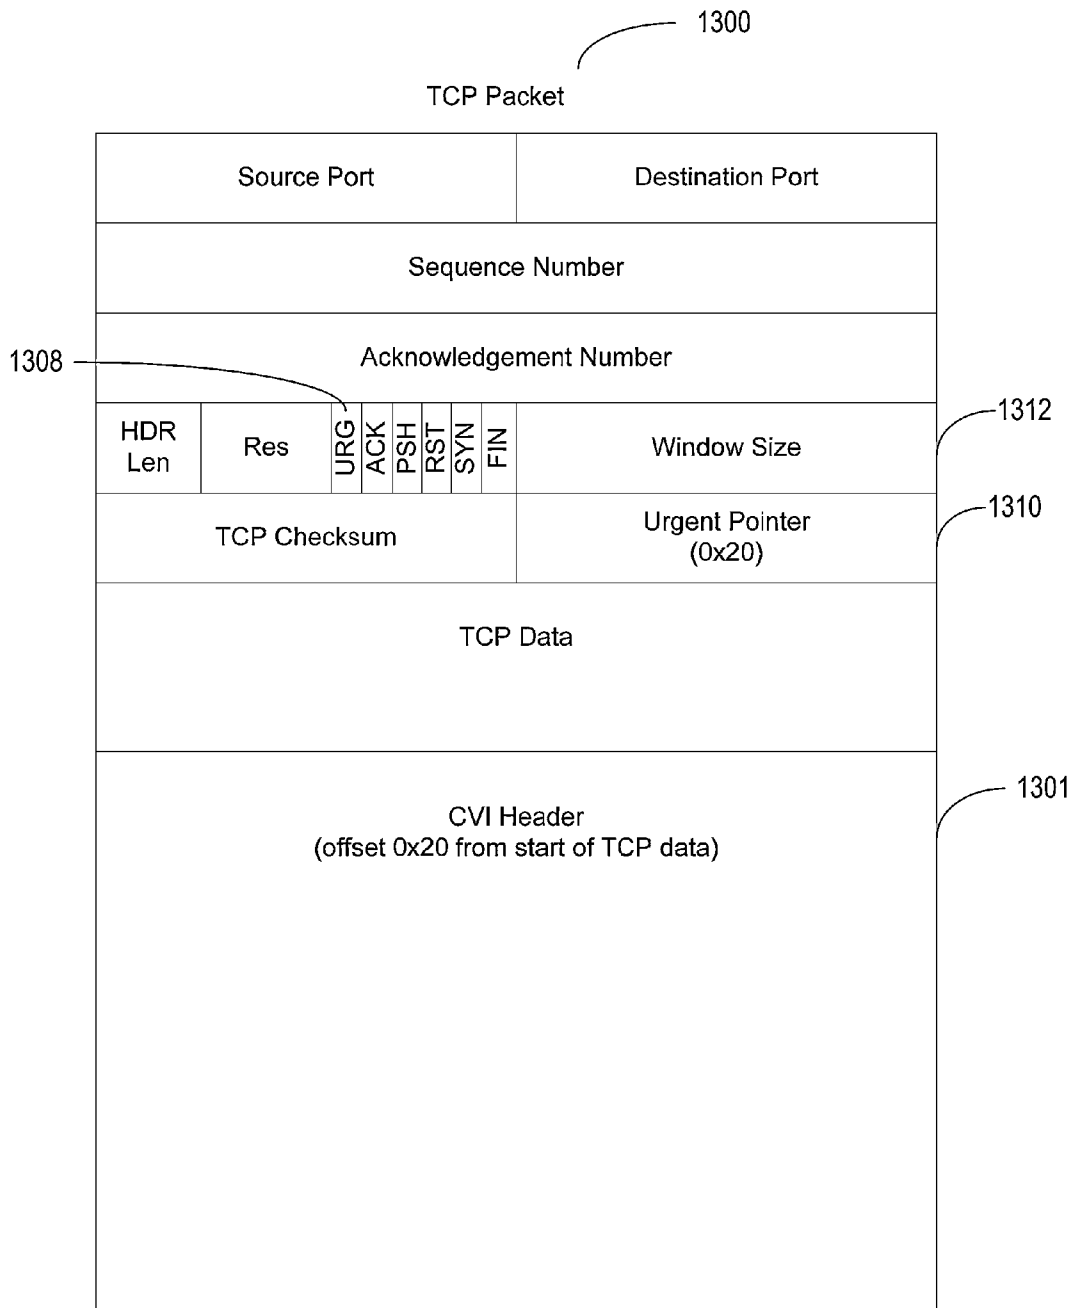 1300
TCP Packet
Source Port
Destination Port
Sequence Number
1308
Acknowledgement Number
HDR
Len
Res
URG
ACK
PSH
RST
SYN
FIN
Window Size
1312
TCP Checksum
Urgent Pointer
(0x20)
1310
TCP Data
CVI Header
(offset 0x20 from start of TCP data)
1301